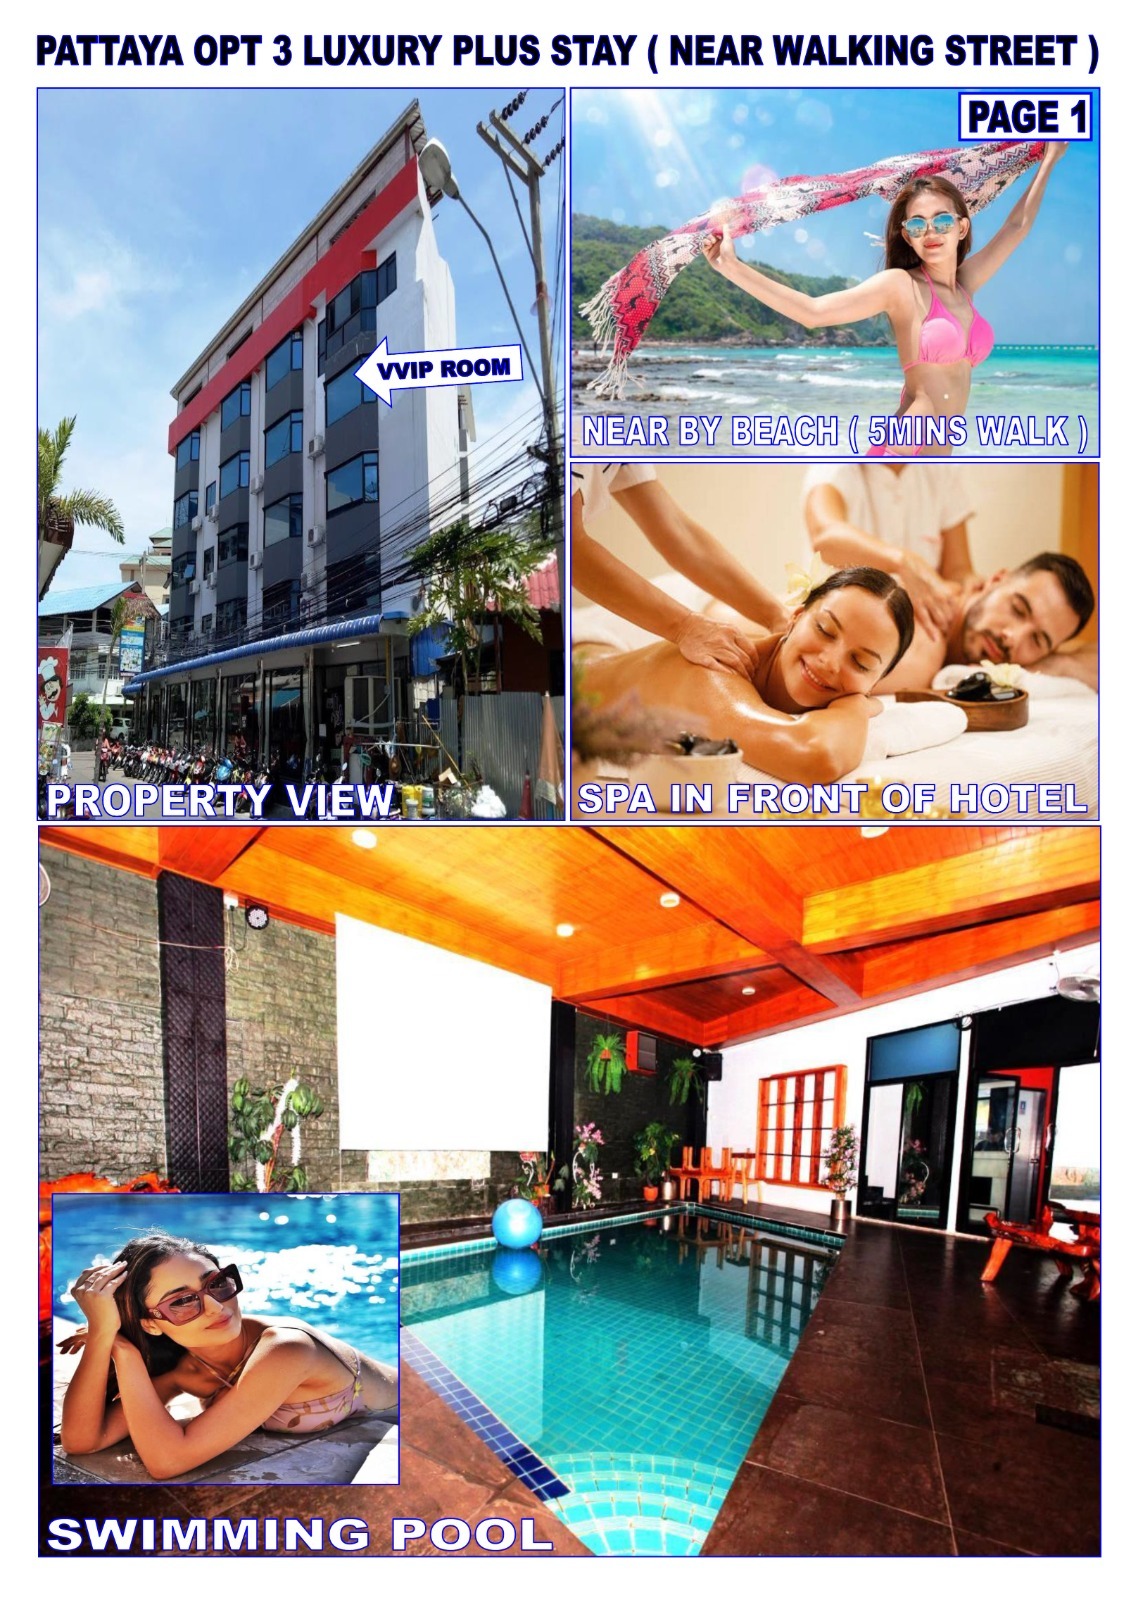 PATTAYA OPT 3 LUXURY PLUS STAY ( NEAR WALKING STREET )
PAGE 1
VVIP ROOM
NEAR BY BEACH ( 5MINS WALK )
PROPERTY VIEW
SPA IN FRONT OF HOTEL
SWIMMING POOL